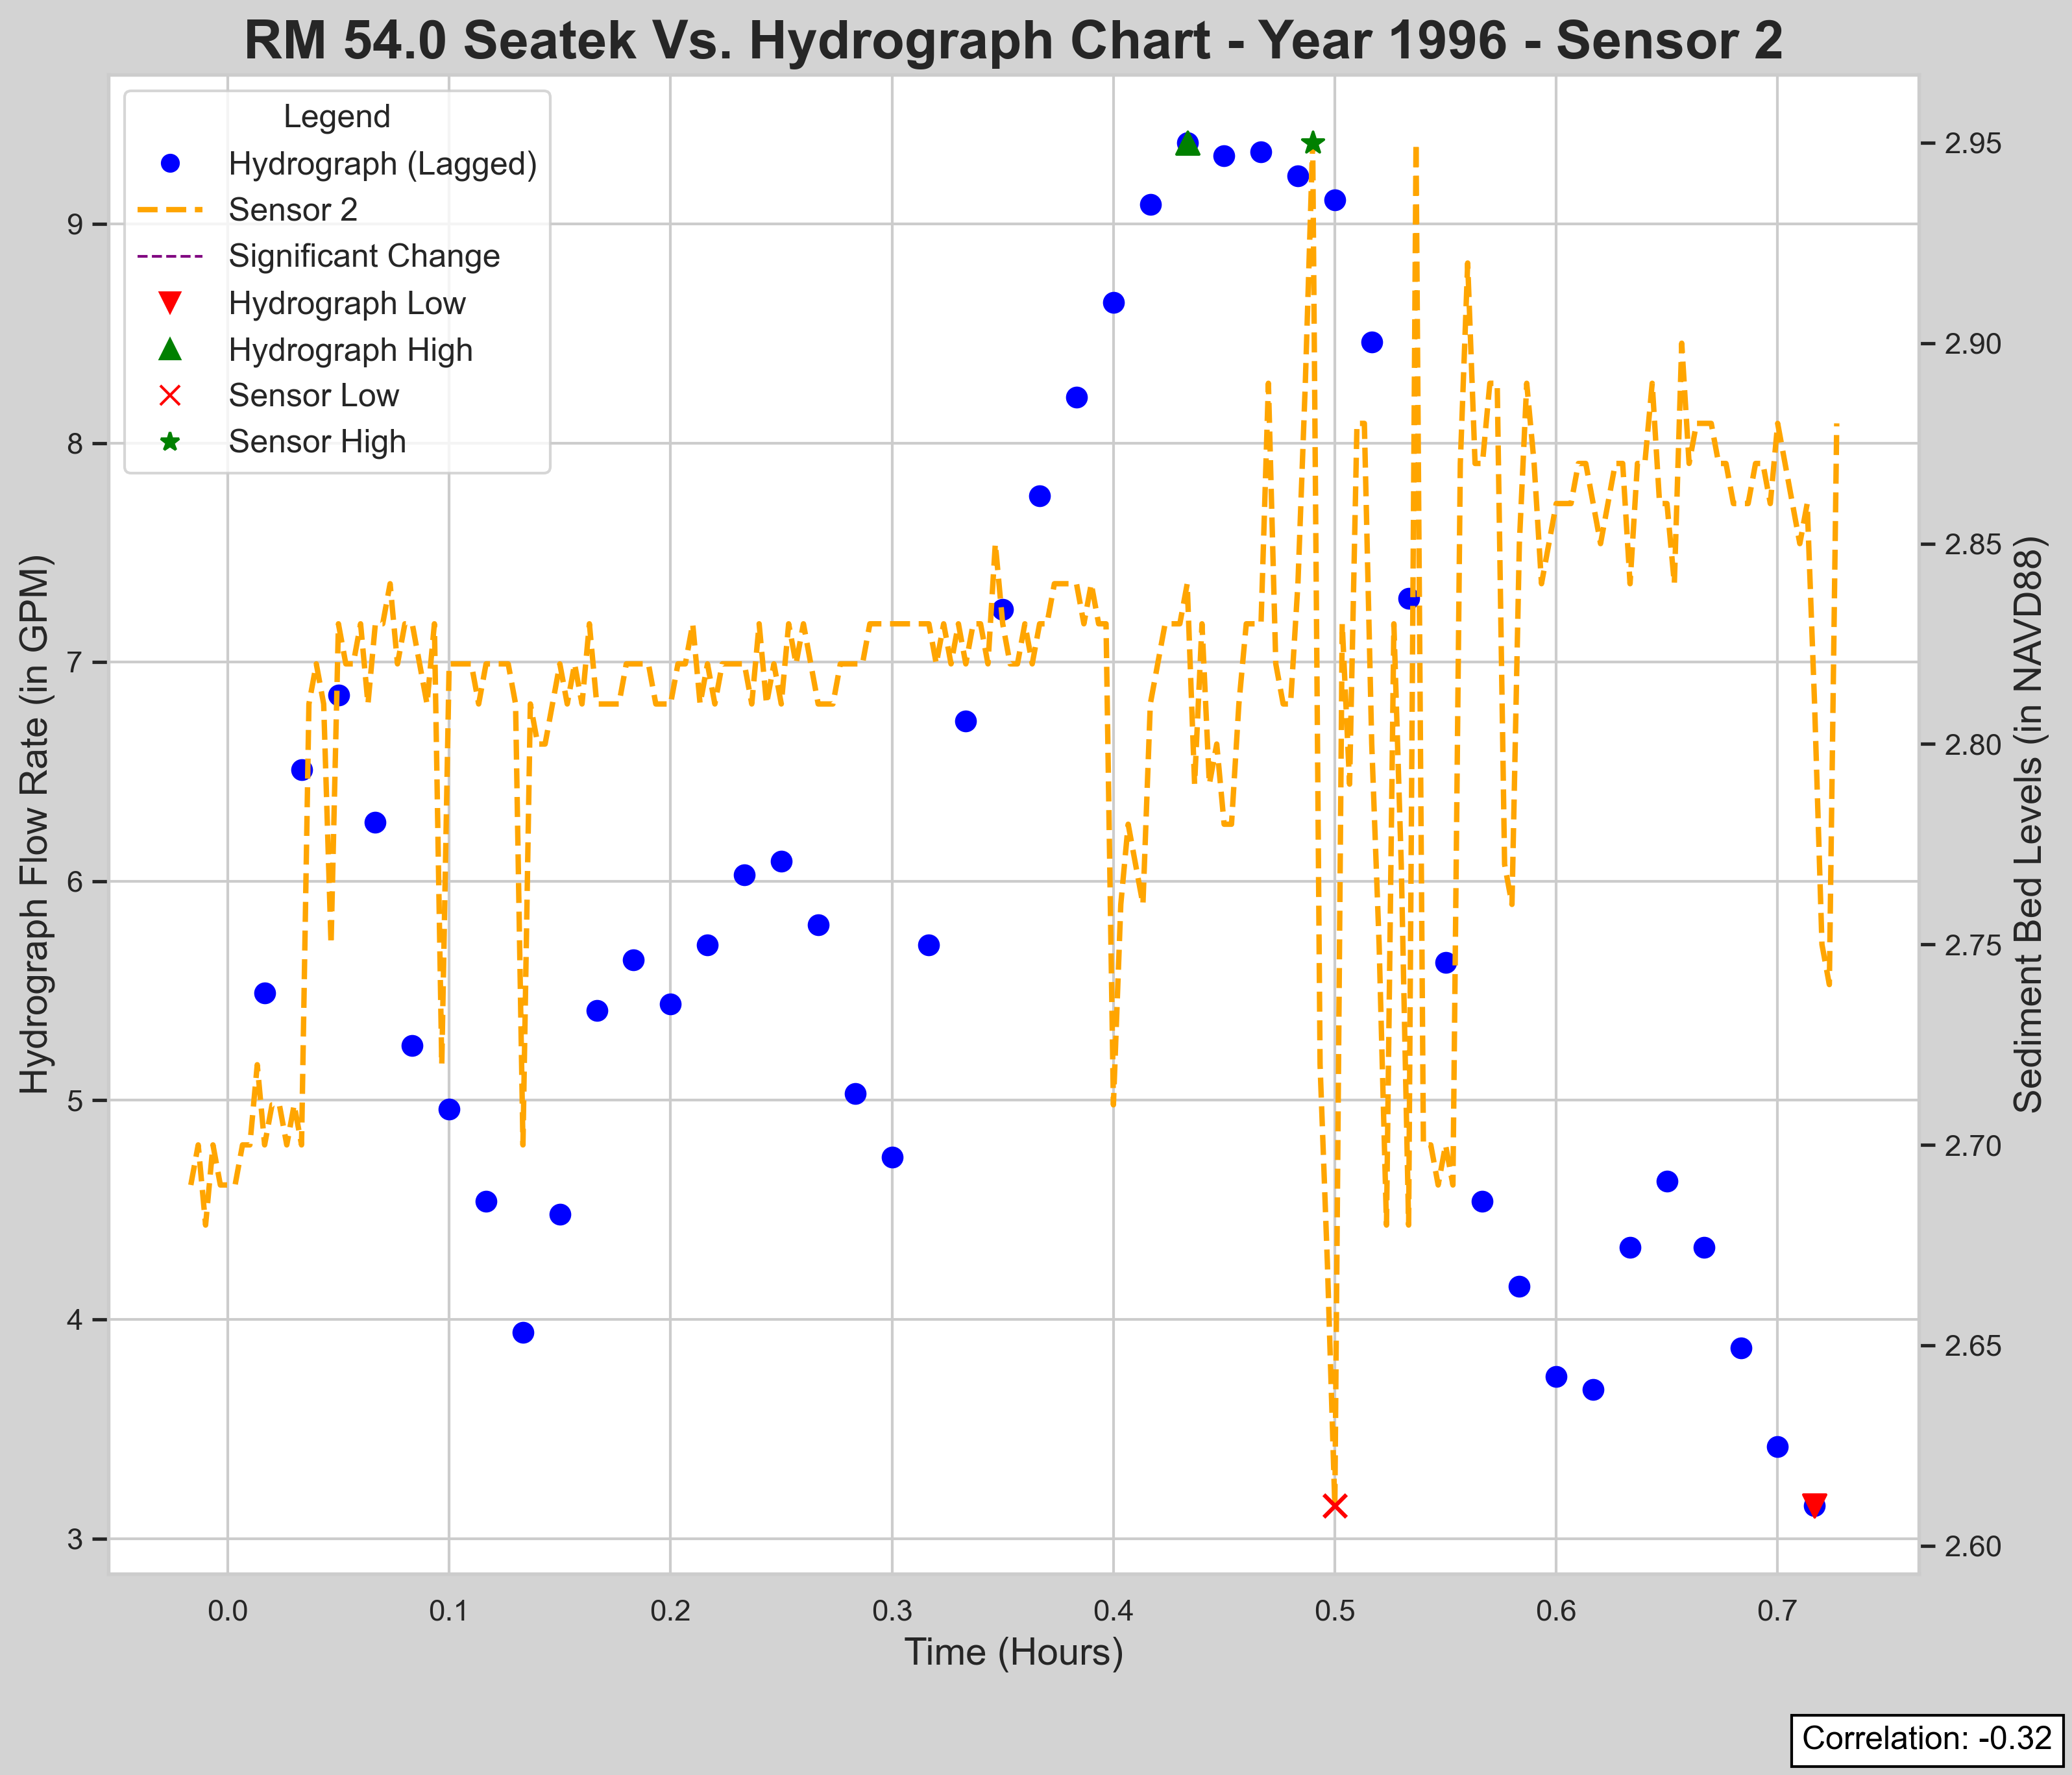 RM 54.0 Seatek Vs. Hydrograph Chart - Year 1996 - Sensor 2
Legend
Hydrograph (Lagged)
Sensor 2
Significant Change
Hydrograph Low
Hydrograph High
Sensor Low
Sensor High
Hydrograph Flow Rate (in GPM)
9
8
7
6
5
4
3
2.95
2.90
2.85
2.80
2.75
2.70
2.65
2.60
Sediment Bed Levels (in NAVD88)
0.0 0.1 0.2 0.3 0.4 0.5 0.6 0.7
Time (Hours)
Correlation: -0.32